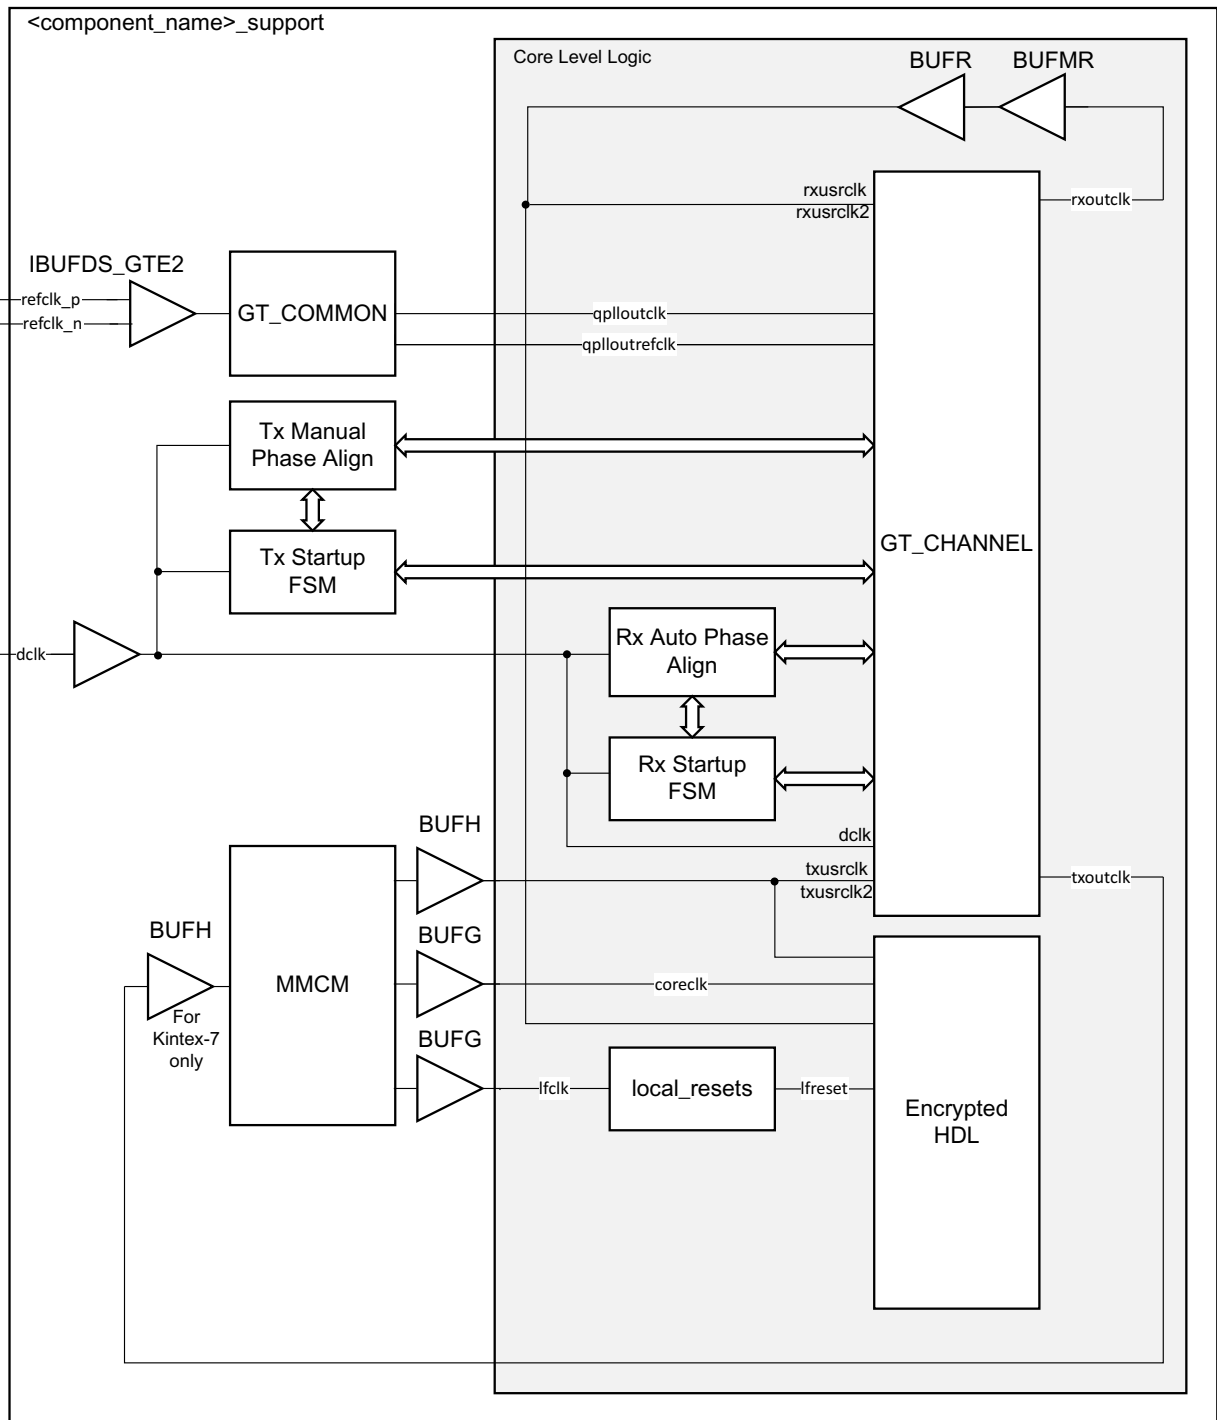 <component_name>_support
Core Level Logic
BUFR
BUFMR
rxusrclk
rxusrclk2
rxoutclk
IBUFDS_GTE2
refclk_p
refclk_n
GT_COMMON
qplloutclk
qplloutrefclk
Tx Manual
Phase Align
Tx Startup
FSM
GT_CHANNEL
dclk
Rx Auto Phase
Align
Rx Startup
FSM
dclk
txusrclk
txusrclk2
txoutclk
BUFH
BUFH
For
Kintex-7
only
MMCM
BUFG
coreclk
BUFG
lfclk
local_resets
lfreset
Encrypted
HDL